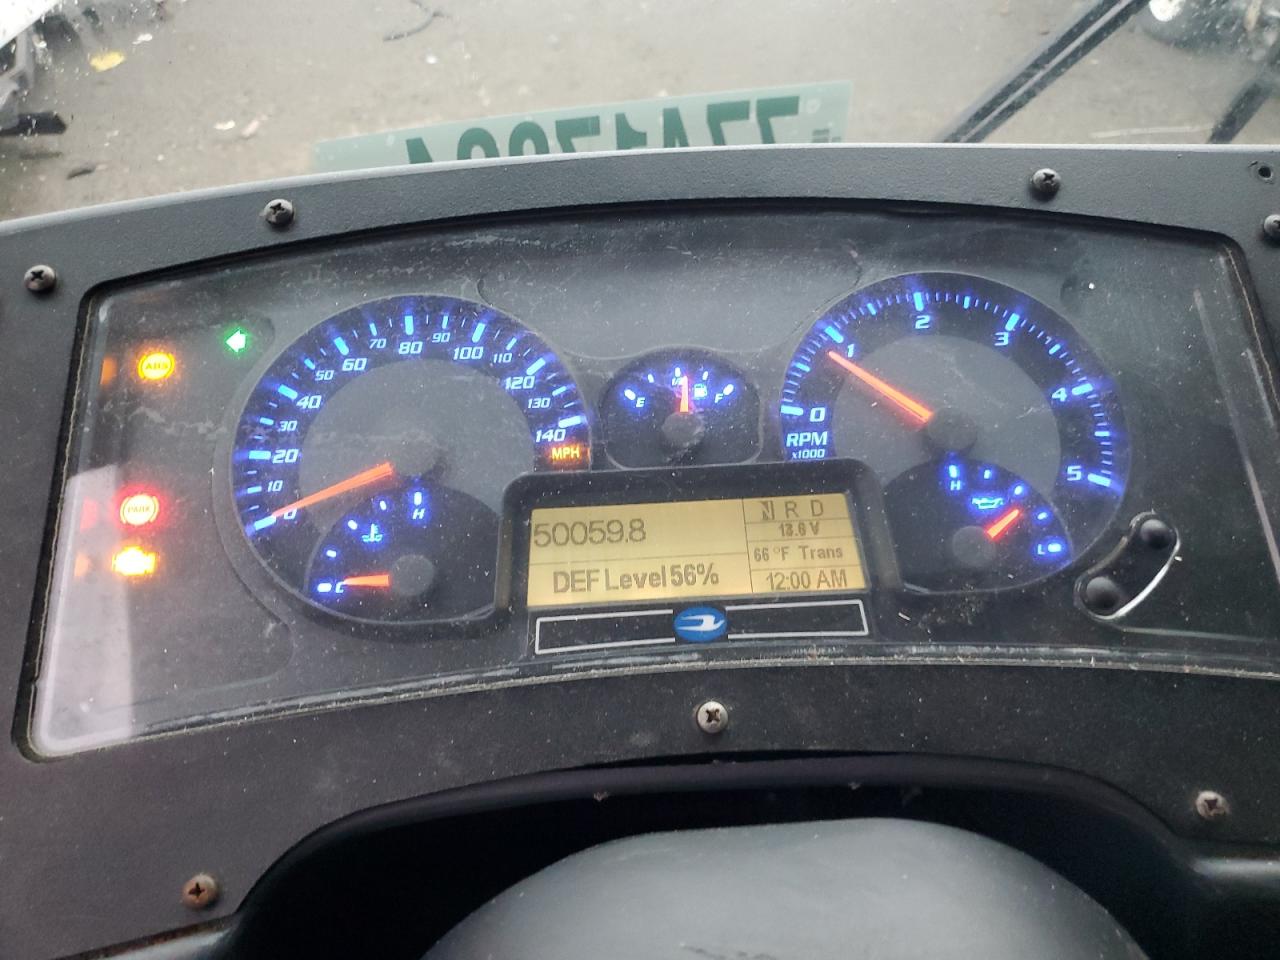 ABS
PARK
0 10 20 30 40 50 60 70 80 90 100 110 120 130 140
MPH
C H
E F
0 1 2 3 4 5
RPM
x1000
H L
50059.8
DEF Level 56%
N R D
13.6 V
66 °F Trans
12:00 AM